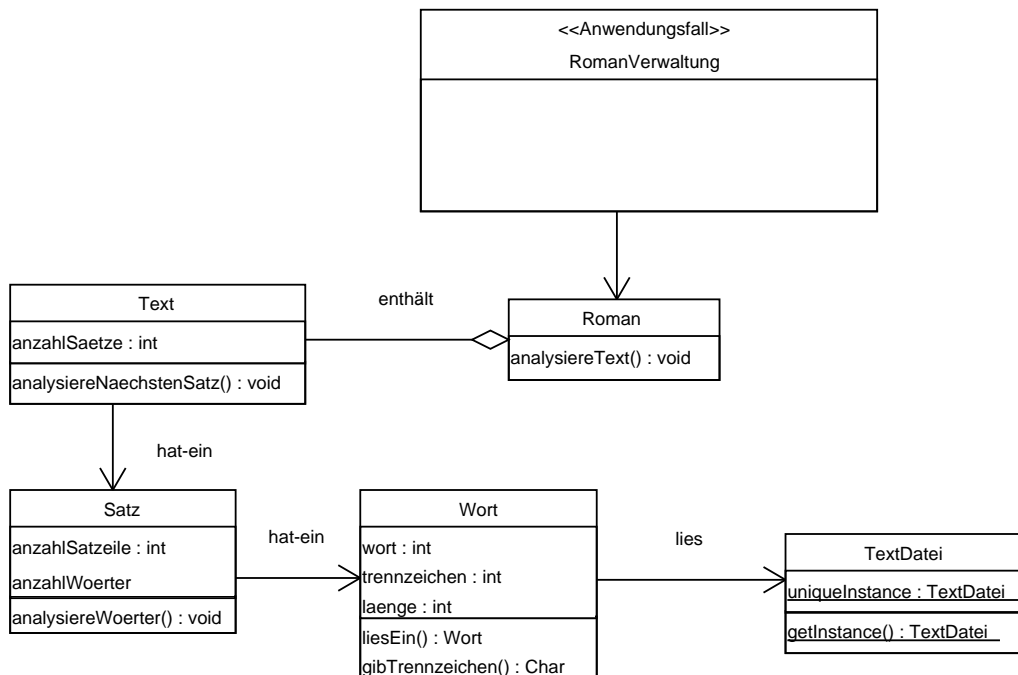 <<Anwendungsfall>>
RomanVerwaltung
Text
anzahlSaetze : int
analysiereNaechstenSatz() : void
enthält
Roman
analysiereText() : void
hat-ein
Satz
anzahlSatzeile : int
anzahlWoerter
analysiereWoerter() : void
hat-ein
Wort
wort : int
trennzeichen : int
laenge : int
liesEin() : Wort
gibTrennzeichen() : Char
lies
TextDatei
uniqueInstance : TextDatei
getInstance() : TextDatei